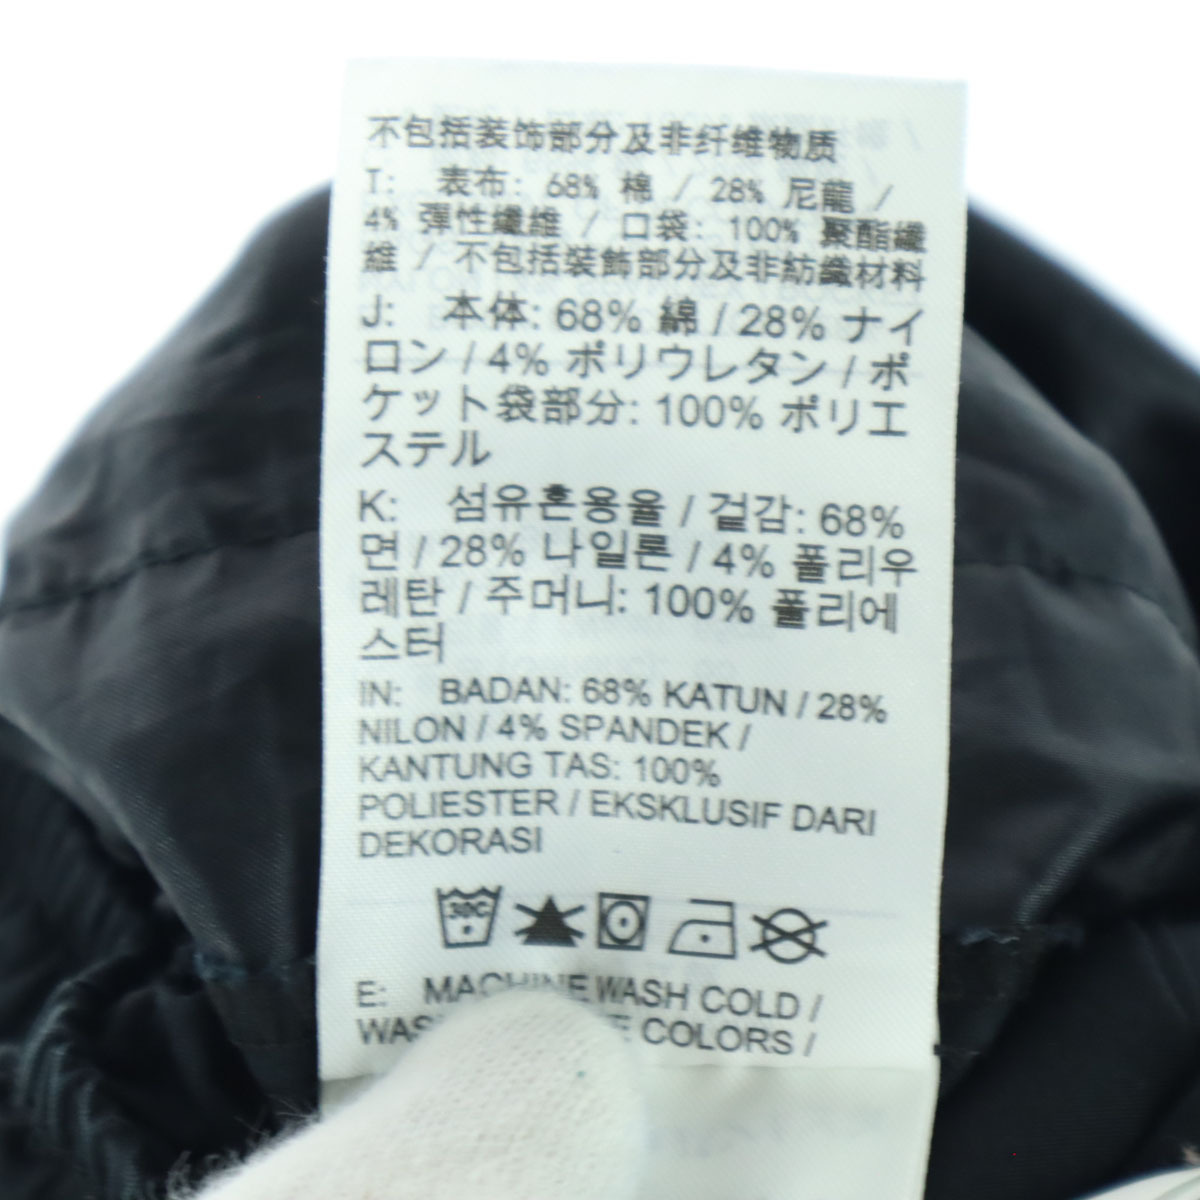 不包括装饰部分及非纤维物质
T: 表布: 68% 棉 / 28% 尼龍 /
4% 彈性纖維 / 口袋: 100% 聚酯纖
維 / 不包括裝飾部分及非紡織材料
J: 本体: 68% 綿 / 28% ナイ
ロン / 4% ポリウレタン / ポ
ケット袋部分: 100% ポリエ
ステル
K: 섬유혼용율 / 겉감: 68%
면 / 28% 나일론 / 4% 폴리우
레탄 / 주머니: 100% 폴리에
스터
IN: BADAN: 68% KATUN / 28%
NILON / 4% SPANDEK /
KANTUNG TAS: 100%
POLIESTER / EKSKLUSIF DARI
DEKORASI
30C
E: MACHINE WASH COLD /
COLORS /